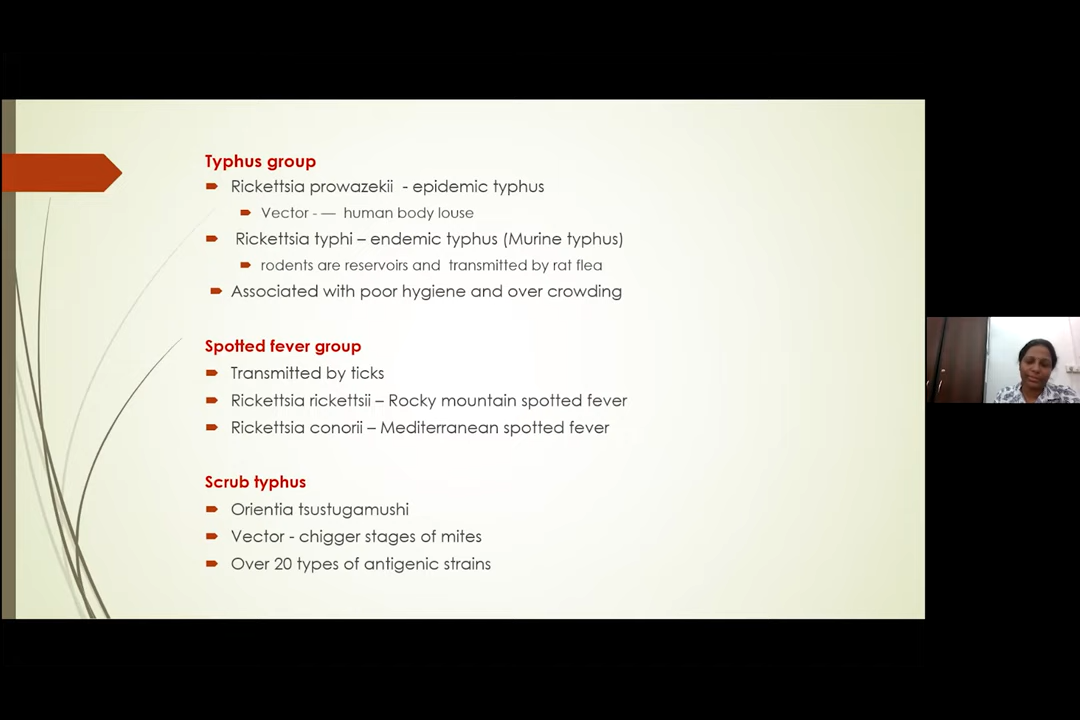 Typhus group
Rickettsia prowazekii - epidemic typhus
Vector - — human body louse
Rickettsia typhi – endemic typhus (Murine typhus)
rodents are reservoirs and transmitted by rat flea
Associated with poor hygiene and over crowding
Spotted fever group
Transmitted by ticks
Rickettsia rickettsii – Rocky mountain spotted fever
Rickettsia conorii – Mediterranean spotted fever
Scrub typhus
Orientia tsustugamushi
Vector - chigger stages of mites
Over 20 types of antigenic strains